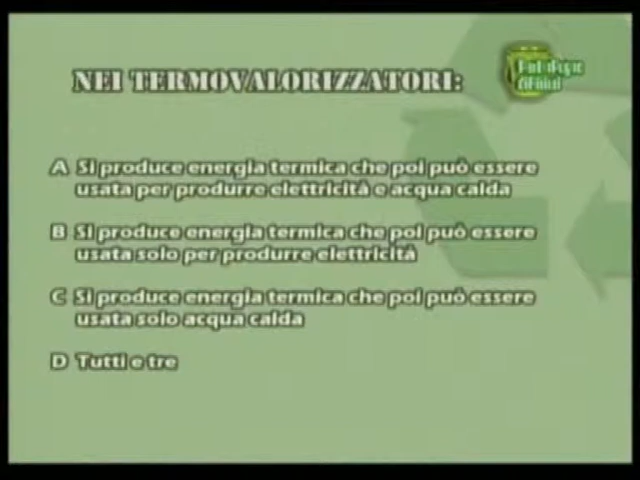 NEI TERMOVALORIZZATORI:
A Si produce energia termica che poi può essere
usata per produrre elettricità e acqua calda
B Si produce energia termica che poi può essere
usata solo per produrre elettricità
C Si produce energia termica che poi può essere
usata solo acqua calda
D Tutti e tre